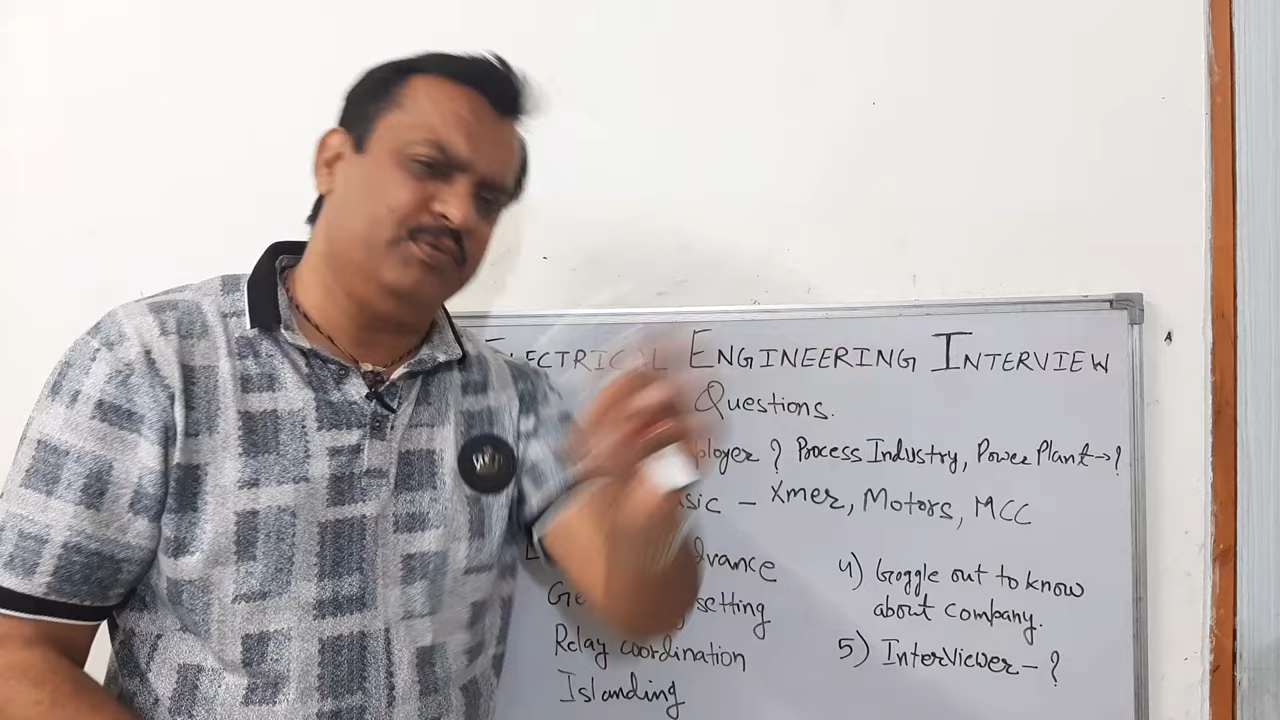 ELECTRICAL ENGINEERING INTERVIEW
Questions.
? Process Industry, Power Plant→?
- Xmer, Motors, MCC
setting
Relay coordination
Islanding
4) Goggle out to know
about company.
5) Interviewer - ?